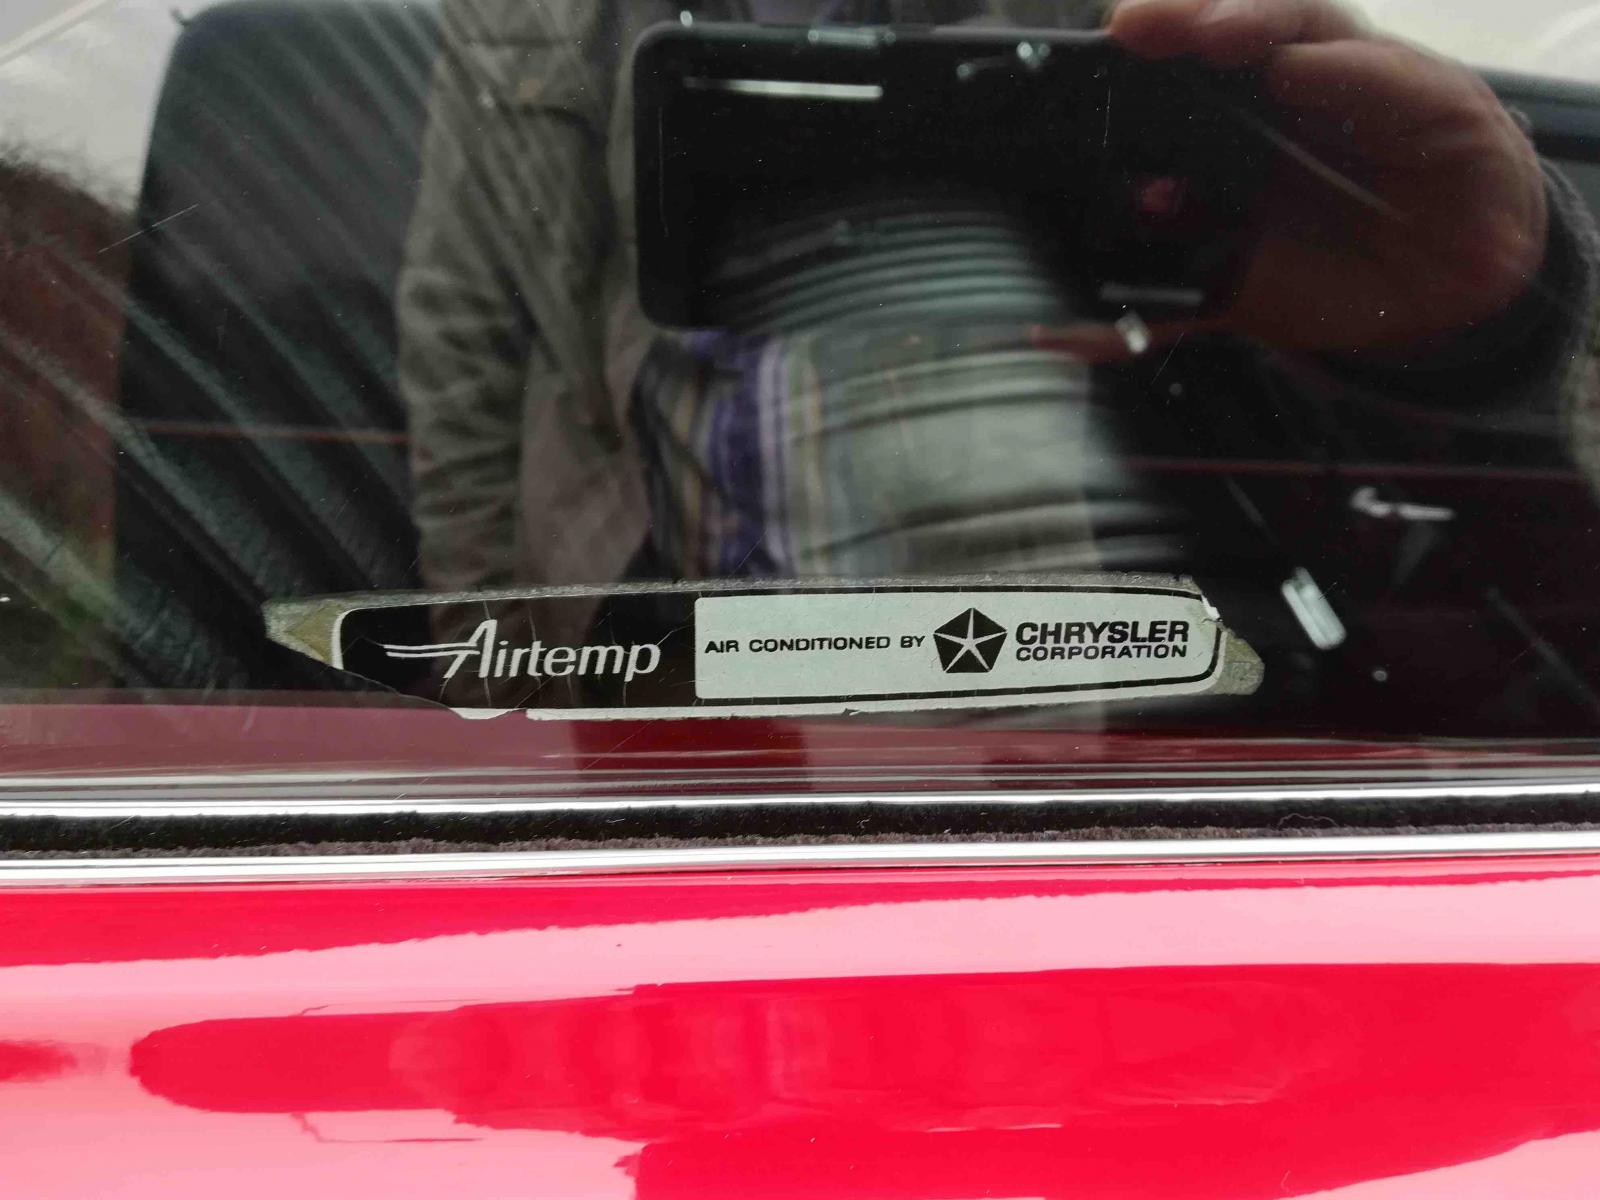 Airtemp
AIR CONDITIONED BY
CHRYSLER
CORPORATION